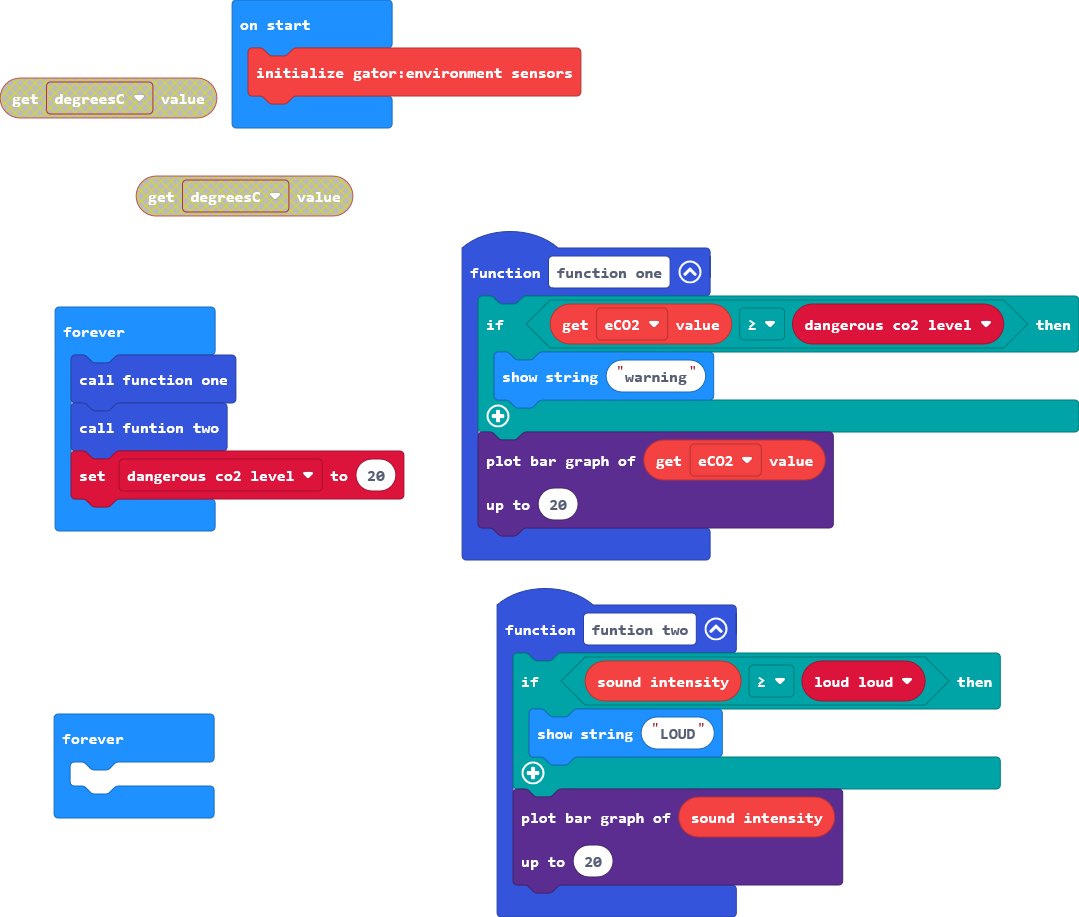 on start
initialize gator:environment sensors
get degreesC value
get degreesC value
function function one
if get eCO2 value ≥ dangerous co2 level then
show string "warning"
plot bar graph of get eCO2 value
up to 20
forever
call function one
call funtion two
set dangerous co2 level to 20
function funtion two
if sound intensity ≥ loud loud then
show string "LOUD"
plot bar graph of sound intensity
up to 20
forever